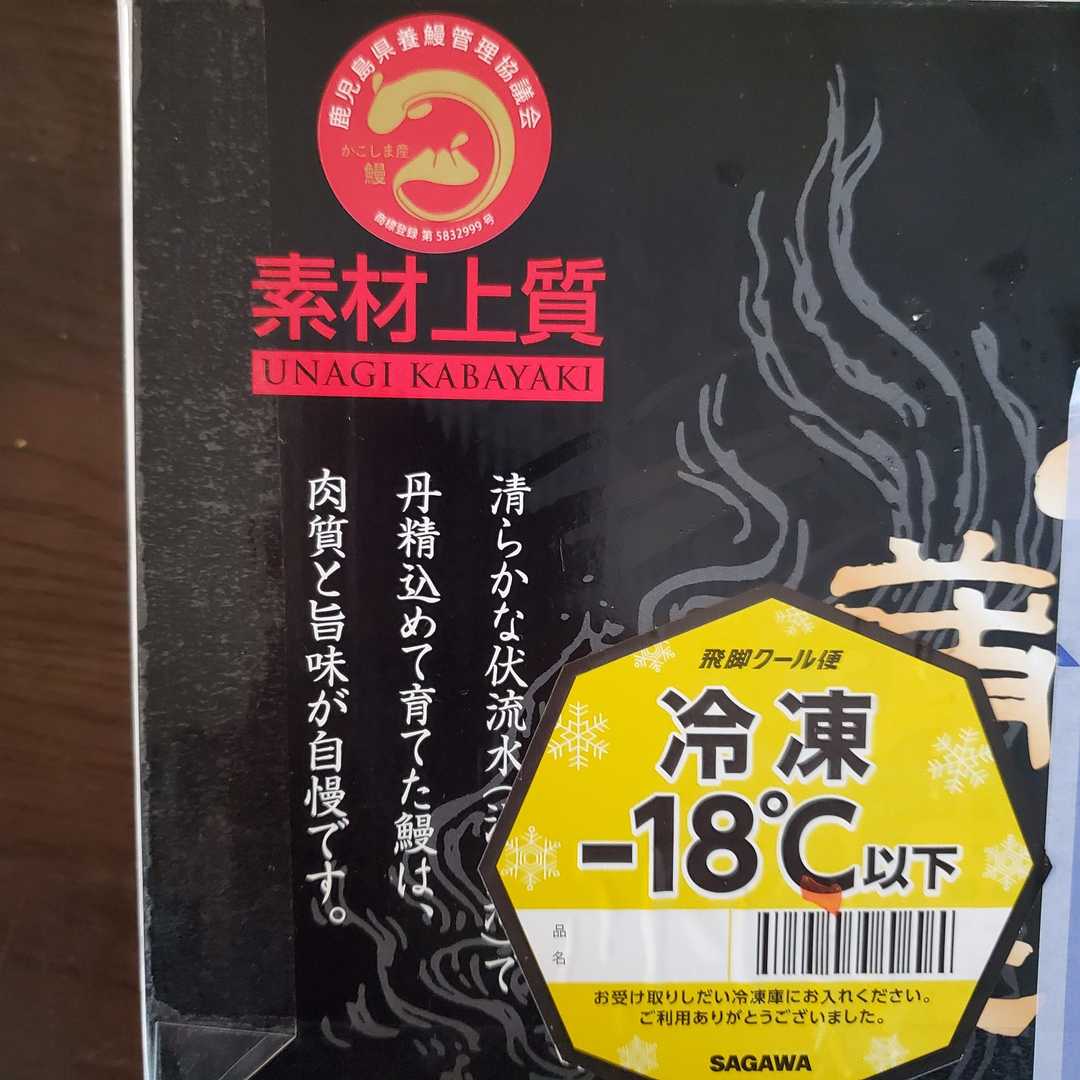 鹿児島県養鰻管理協議会
かごしま産
鰻
商標登録 第5832999号
素材上質
UNAGI KABAYAKI
清らかな伏流水
て
丹精込めて育てた鰻は、
肉質と旨味が自慢です。
飛脚クール便
冷凍
-18℃以下
品名
お受け取りしだい冷凍庫にお入れください。
ご利用ありがとうございました。
SAGAWA